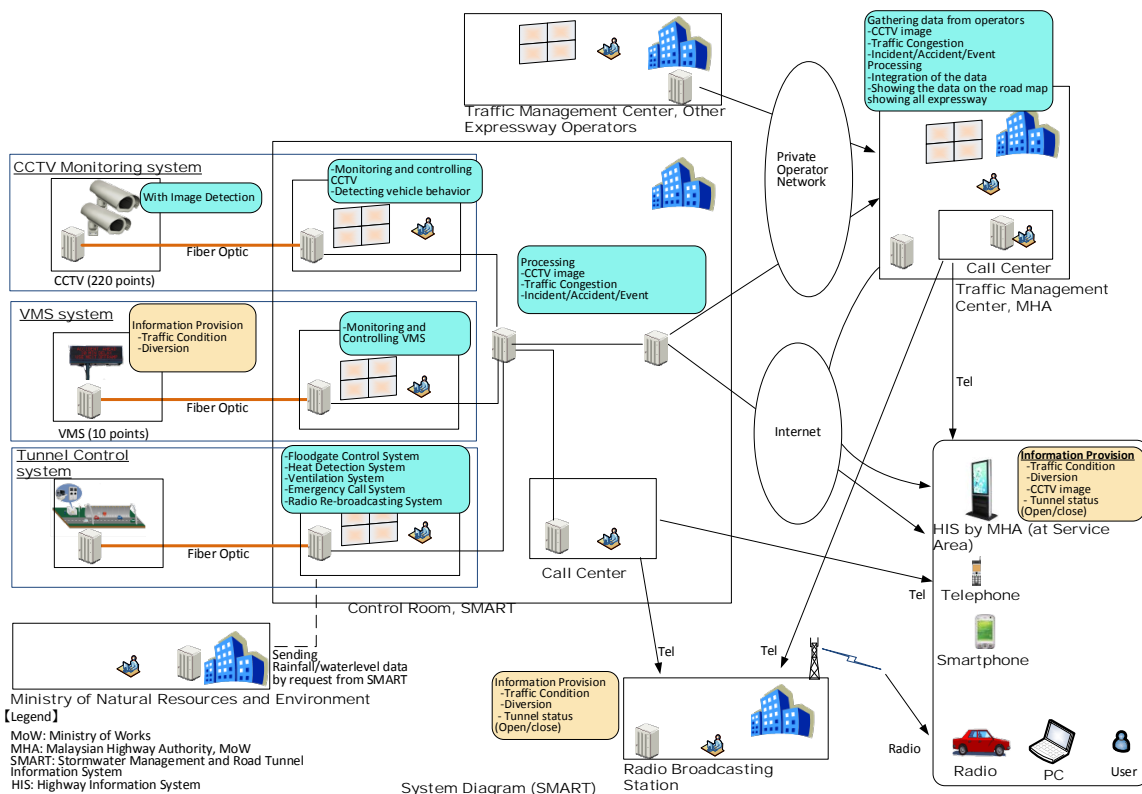 Gathering data from operators
-CCTV image
-Traffic Congestion
-Incident/Accident/Event
Processing
-Integration of the data
-Showing the data on the road map
showing all expressway
Traffic Management Center, Other
Expressway Operators
Private
Operator
Network
Call Center
Traffic Management
Center, MHA
CCTV Monitoring system
With Image Detection
-Monitoring and controlling
CCTV
-Detecting vehicle behavior
Fiber Optic
CCTV (220 points)
Processing
-CCTV image
-Traffic Congestion
-Incident/Accident/Event
VMS system
Information Provision
-Traffic Condition
-Diversion
-Monitoring and
Controlling VMS
Fiber Optic
VMS (10 points)
Tel
Internet
Tunnel Control
system
-Floodgate Control System
-Heat Detection System
-Ventilation System
-Emergency Call System
-Radio Re-broadcasting System
Fiber Optic
Call Center
Control Room, SMART
Information Provision
-Traffic Condition
-Diversion
-CCTV image
-Tunnel status
(Open/close)
HIS by MHA (at Service
Area)
Tel
Telephone
Smartphone
Sending
Rainfall/waterlevel data
by request from SMART
Ministry of Natural Resources and Environment
Tel
Tel
Information Provision
-Traffic Condition
-Diversion
-Tunnel status
(Open/close)
Radio Broadcasting
Station
Radio
Radio
PC
User
【Legend】
MoW: Ministry of Works
MHA: Malaysian Highway Authority, MoW
SMART: Stormwater Management and Road Tunnel
Information System
HIS: Highway Information System
System Diagram (SMART)